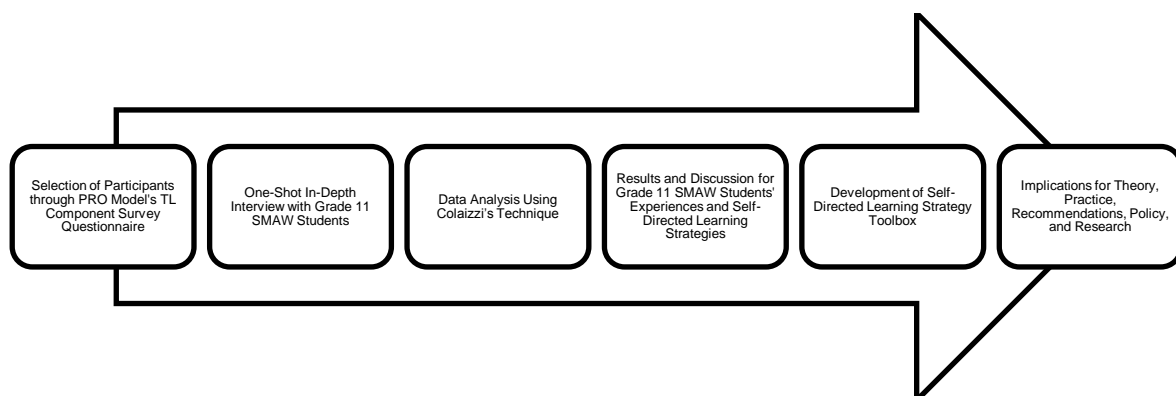 Selection of Participants
through PRO Model's TL
Component Survey
Questionnaire
One-Shot In-Depth
Interview with Grade 11
SMAW Students
Data Analysis Using
Colaizzi's Technique
Results and Discussion for
Grade 11 SMAW Students'
Experiences and Self-
Directed Learning
Strategies
Development of Self-
Directed Learning Strategy
Toolbox
Implications for Theory,
Practice,
Recommendations, Policy,
and Research